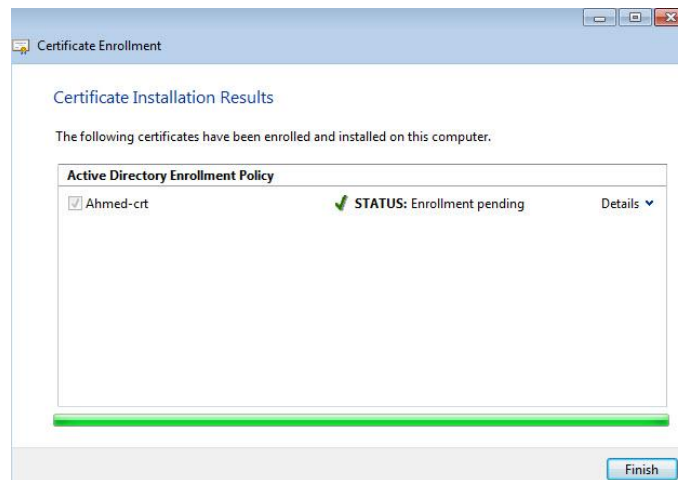 Certificate Enrollment
Certificate Installation Results
The following certificates have been enrolled and installed on this computer.
Active Directory Enrollment Policy
Ahmed-crt STATUS: Enrollment pending Details
Finish